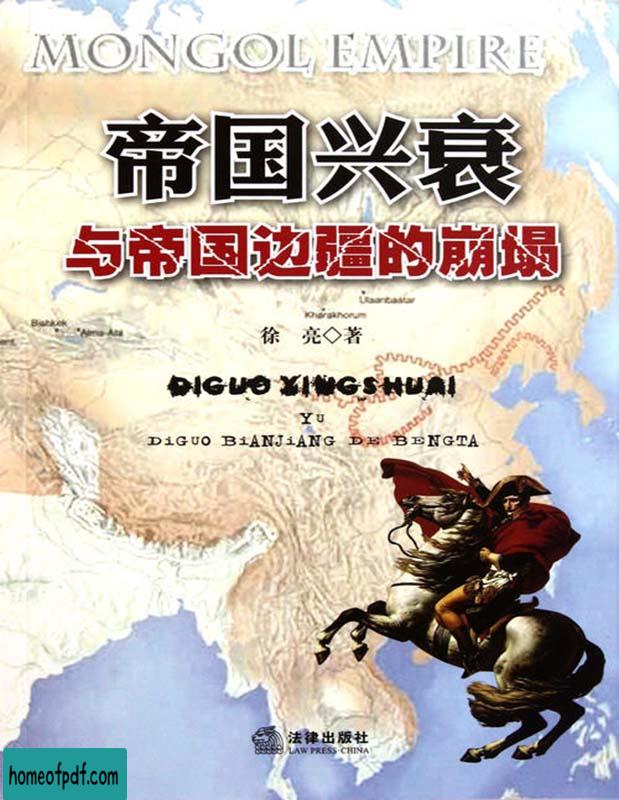 MONGOL EMPIRE
帝国兴衰
与帝国边疆的崩塌
Ulaanbaatar
Kharakhorum
Bishkek
Alma-Ata
徐 亮◇著
DIGUO XINGSHUAI
YU
DIGUO BIANJIANG DE BENGTA
法律出版社
LAW PRESS·CHINA
homeofpdf.com